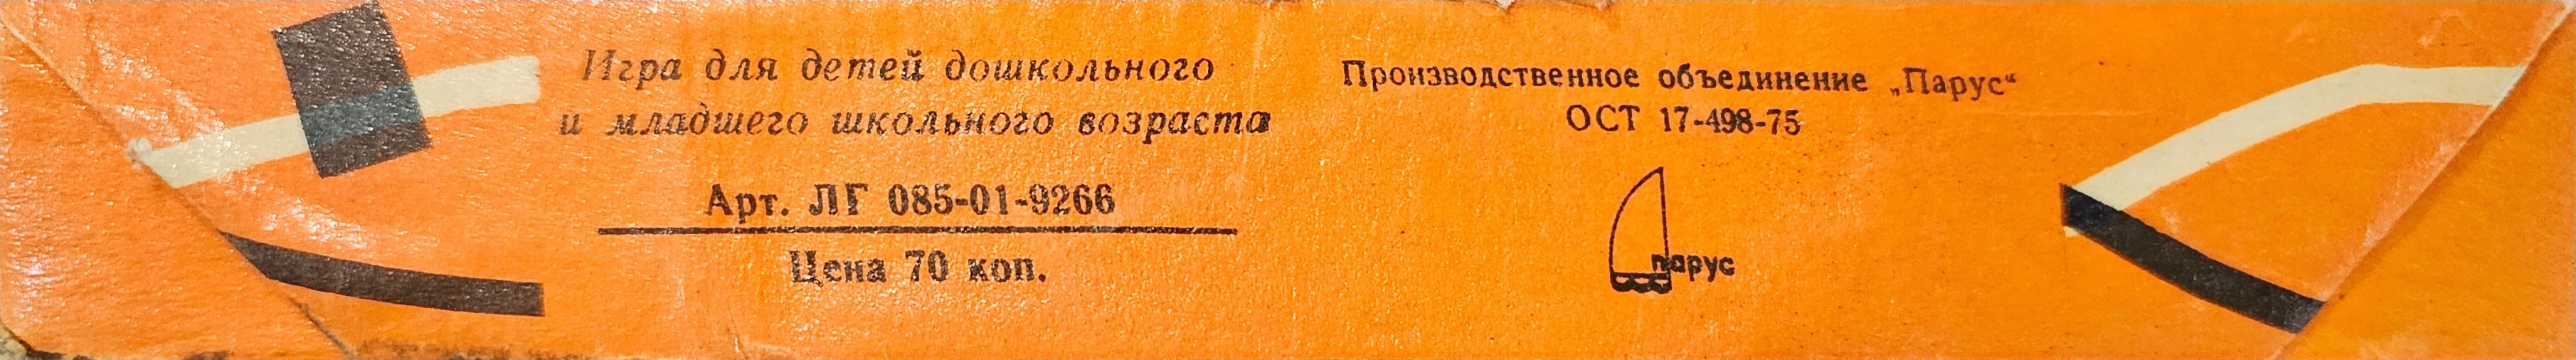 Игра для детей дошкольного
и младшего школьного возраста
Арт. ЛГ 085-01-9266
Цена 70 коп.
Производственное объединение „Парус“
ОСТ 17-498-75
парус